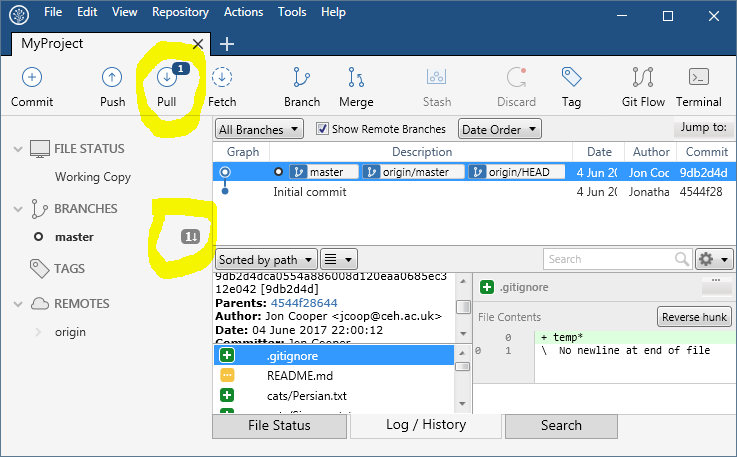 File Edit View Repository Actions Tools Help
MyProject
1
Commit Push Pull Fetch Branch Merge Stash Discard Tag Git Flow Terminal
All Branches Show Remote Branches Date Order Jump to:
Graph Description Date Author Commit
master origin/master origin/HEAD 4 Jun 20 Jon Coo 9db2d4d
Initial commit 4 Jun 20 Jonatha 4544f28
FILE STATUS
Working Copy
BRANCHES
master 1↓
TAGS
REMOTES
origin
Sorted by path Search
9db2d4dca0554a886008d120eaa0685ec3
12e042 [9db2d4d]
Parents: 4544f28644
Author: Jon Cooper <jcoop@ceh.ac.uk>
Date: 04 June 2017 22:00:12
Committer: Jon Cooper
.gitignore
README.md
cats/Persian.txt
.gitignore
File Contents Reverse hunk
0 + temp*
0 1 \ No newline at end of file
File Status Log / History Search